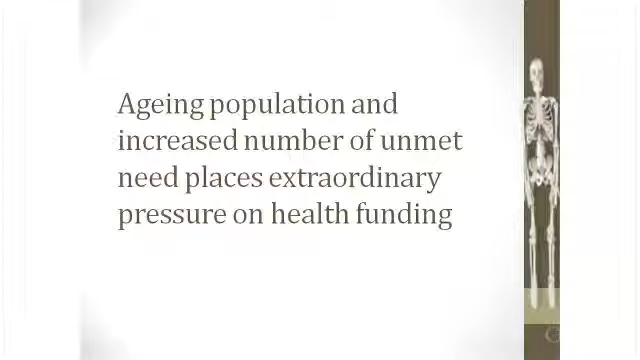 Ageing population and
increased number of unmet
need places extraordinary
pressure on health funding